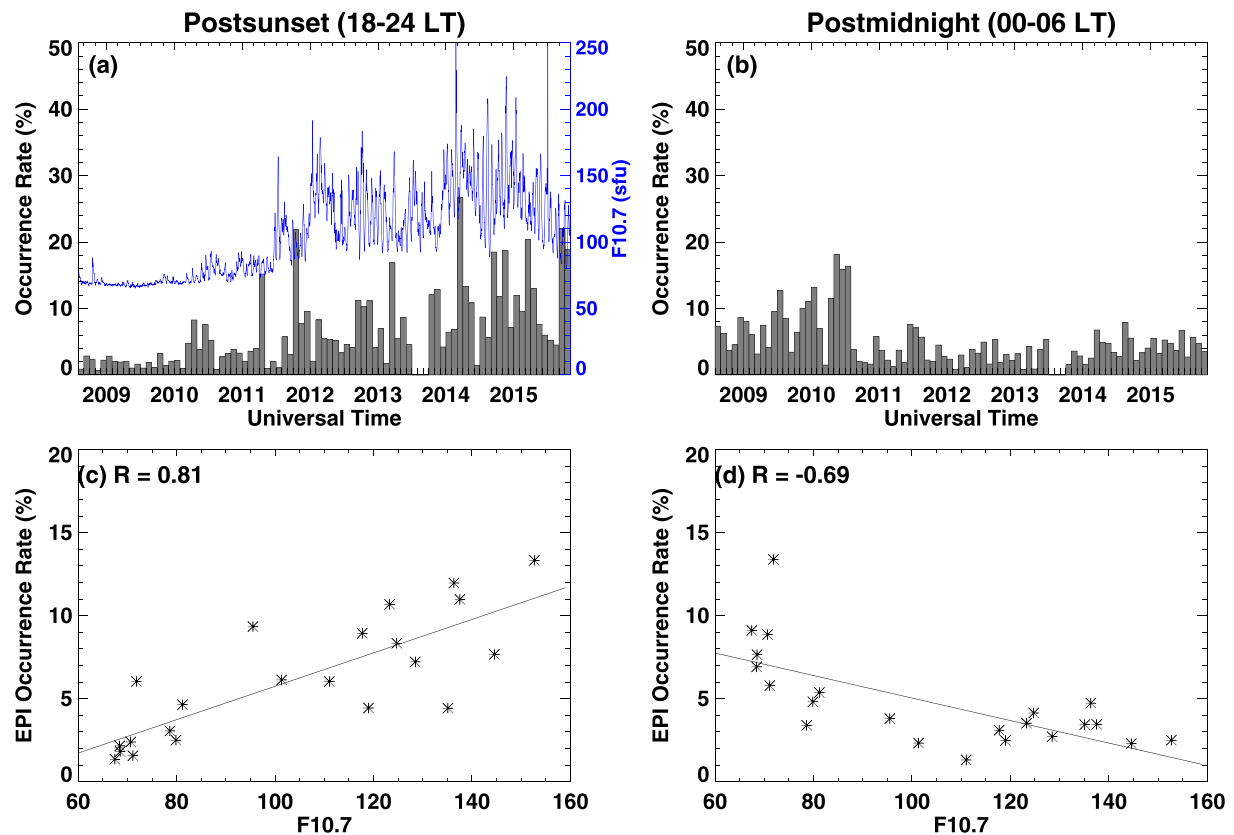 Postsunset (18-24 LT)
Postmidnight (00-06 LT)
(a)
Occurrence Rate (%)
50
40
30
20
10
0
250
200
150
100
50
0
F10.7 (sfu)
2009 2010 2011 2012 2013 2014 2015
Universal Time
(b)
Occurrence Rate (%)
50
40
30
20
10
0
2009 2010 2011 2012 2013 2014 2015
Universal Time
(c) R = 0.81
EPI Occurrence Rate (%)
20
15
10
5
0
60 80 100 120 140 160
F10.7
(d) R = -0.69
EPI Occurrence Rate (%)
20
15
10
5
0
60 80 100 120 140 160
F10.7